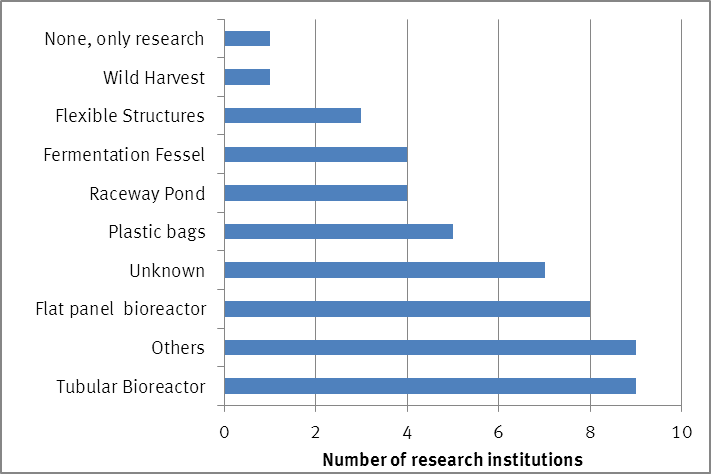 None, only research
Wild Harvest
Flexible Structures
Fermentation Fessel
Raceway Pond
Plastic bags
Unknown
Flat panel  bioreactor
Others
Tubular Bioreactor
0 2 4 6 8 10
Number of research institutions